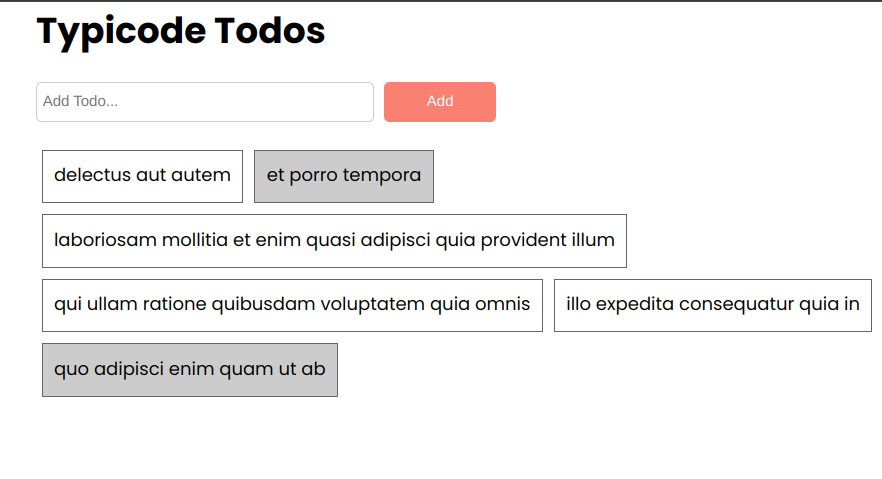 Typicode Todos
Add Todo...
Add
delectus aut autem
et porro tempora
laboriosam mollitia et enim quasi adipisci quia provident illum
qui ullam ratione quibusdam voluptatem quia omnis
illo expedita consequatur quia in
quo adipisci enim quam ut ab